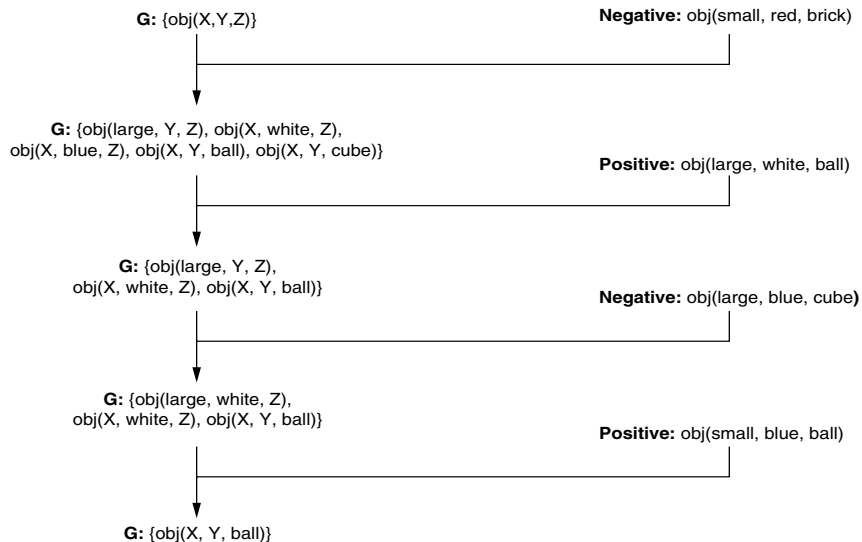 G: {obj(X,Y,Z)}
Negative: obj(small, red, brick)
G: {obj(large, Y, Z), obj(X, white, Z),
obj(X, blue, Z), obj(X, Y, ball), obj(X, Y, cube)}
Positive: obj(large, white, ball)
G: {obj(large, Y, Z),
obj(X, white, Z), obj(X, Y, ball)}
Negative: obj(large, blue, cube)
G: {obj(large, white, Z),
obj(X, white, Z), obj(X, Y, ball)}
Positive: obj(small, blue, ball)
G: {obj(X, Y, ball)}